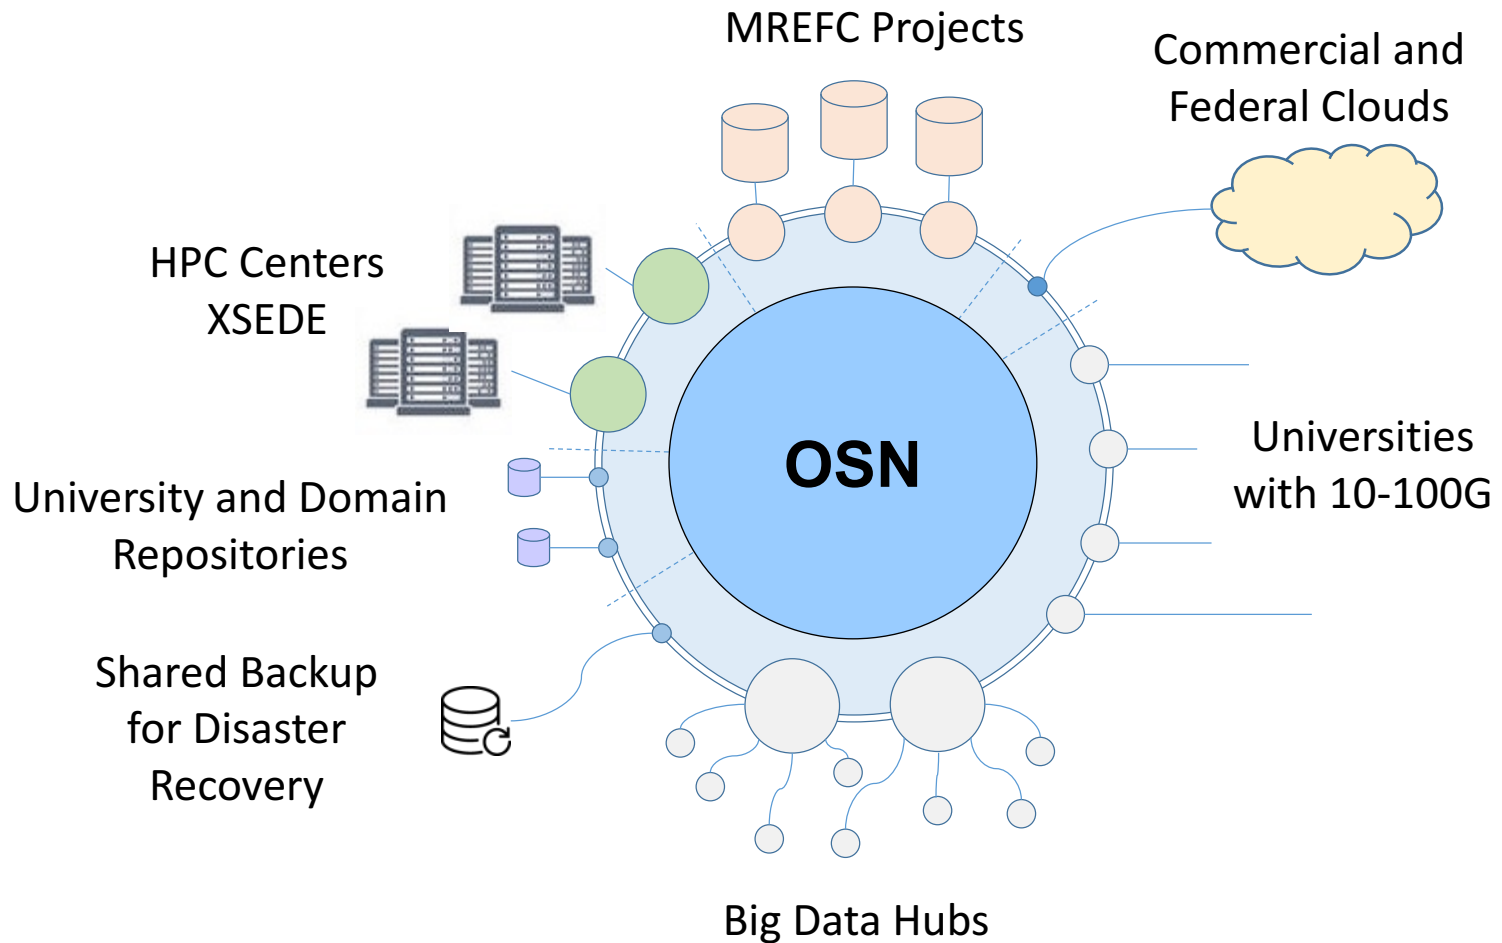 MREFC Projects
Commercial and
Federal Clouds
HPC Centers
XSEDE
OSN
Universities
with 10-100G
University and Domain
Repositories
Shared Backup
for Disaster
Recovery
Big Data Hubs